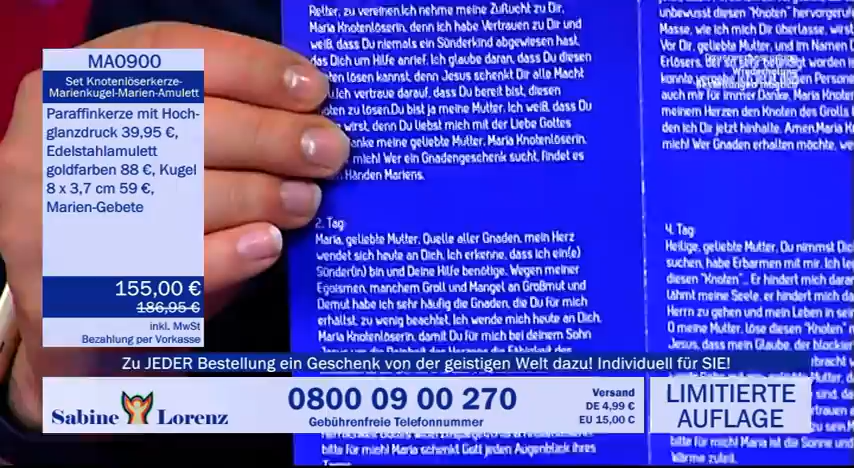 MA0900
Set Knotenlöserkerze-
Marienkugel-Marien-Amulett
Paraffinkerze mit Hoch-
glanzdruck 39,95 €,
Edelstahlamulett
goldfarben 88 €, Kugel
8 x 3,7 cm 59 €,
Marien-Gebete
155,00 €
186,95 €
inkl. MwSt
Bezahlung per Vorkasse
Retter, zu vereinen.Ich nehme meine Zuflucht zu Dir,
Maria Knotenlöserin, denn ich habe Vertrauen zu Dir und
weiß, dass Du niemals ein Sünderkind abgewiesen hast,
das Dich um Hilfe anrief. Ich glaube daran, dass Du diesen
lösen kannst, denn Jesus schenkt Dir alle Macht
Ich vertraue darauf, dass Du bereit bist, diesen
zu lösen.Du bist ja meine Mutter. Ich weiß, dass Du
wirst, denn Du liebst mich mit der Liebe Gottes
meine geliebte Mutter, Maria Knotenlöserin,
mich! Wer ein Gnadengeschenk sucht, findet es
Händen Mariens.
2. Tag
Maria, geliebte Mutter, Quelle aller Gnaden, mein Herz
wendet sich heute an Dich. Ich erkenne, dass ich ein(e)
Sünder(in) bin und Deine Hilfe benötige. Wegen meiner
Egoismen, manchem Groll und Mangel an Großmut und
Demut habe ich sehr häufig die Gnaden, die Du für mich
erhältst, zu wenig beachtet. Ich wende mich heute an Dich,
Maria Knotenlöserin, damit Du für mich bei deinem Sohn
bitte für mich! Maria schenkt Gott jeden Augenblick ihres
unbewusst diesen "Knoten"
Masse, wie ich mich Dir überlasse, wirst
Vor Dir, geliebte Mutter, und im Namen D
Erlösers, der
Wiederholung
auch mir für immer. Danke, Maria Knoten
meinem Herzen den Knoten des Grolls
den ich Dir jetzt hinhalte. Amen.Maria Kn
mich! Wer Gnaden erhalten möchte, we
4. Tag
Heilige, geliebte Mutter, Du nimmst Dic
suchen, habe Erbarmen mit mir. Ich le
diesen "Knoten"... Er hindert mich dara
lähmt meine Seele, er hindert mich da
Herrn zu gehen und mein Leben in sei
O meine Mutter, löse diesen "Knoten"
Jesus, dass mein Glaube, der blockier
bitte für mich! Maria ist die Sonne und
Wärme zuteil.
Zu JEDER Bestellung ein Geschenk von der geistigen Welt dazu! Individuell für SIE!
Sabine Lorenz
0800 09 00 270
Gebührenfreie Telefonnummer
Versand
DE 4,99 €
EU 15,00 €
LIMITIERTE
AUFLAGE